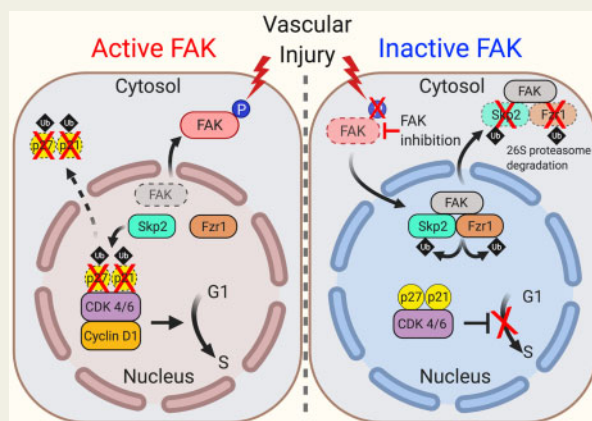 Vascular
Injury
Active FAK
Inactive FAK
Cytosol
Ub Ub
p27 p21
P
FAK
FAK
Skp2
Fzr1
Ub Ub
p27 p21
CDK 4/6
Cyclin D1
G1
S
Nucleus
Cytosol
FAK
Skp2
Fzr1
Ub
Ub
26S proteasome
degradation
FAK
FAK
inhibition
FAK
Skp2
Fzr1
Ub
Ub
p27 p21
CDK 4/6
G1
S
Nucleus